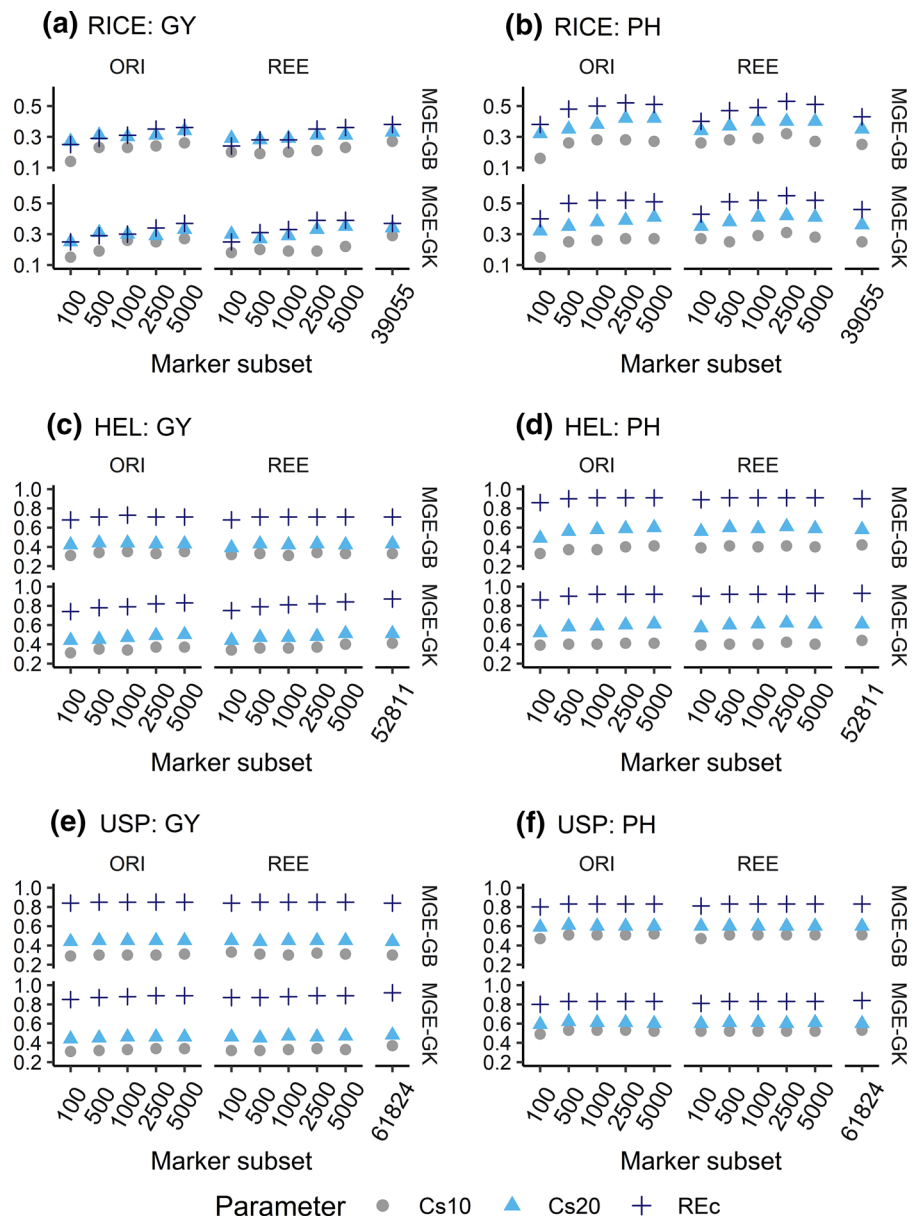 (a) RICE: GY
ORI REE
0.5
0.3
0.1
MGE-GB
0.5
0.3
0.1
MGE-GK
100 500 1000 2500 5000 100 500 1000 2500 5000 39055
Marker subset
(b) RICE: PH
ORI REE
0.5
0.3
0.1
MGE-GB
0.5
0.3
0.1
MGE-GK
100 500 1000 2500 5000 100 500 1000 2500 5000 39055
Marker subset
(c) HEL: GY
ORI REE
1.0
0.8
0.6
0.4
0.2
MGE-GB
1.0
0.8
0.6
0.4
0.2
MGE-GK
100 500 1000 2500 5000 100 500 1000 2500 5000 52811
Marker subset
(d) HEL: PH
ORI REE
1.0
0.8
0.6
0.4
0.2
MGE-GB
1.0
0.8
0.6
0.4
0.2
MGE-GK
100 500 1000 2500 5000 100 500 1000 2500 5000 52811
Marker subset
(e) USP: GY
ORI REE
1.0
0.8
0.6
0.4
0.2
MGE-GB
1.0
0.8
0.6
0.4
0.2
MGE-GK
100 500 1000 2500 5000 100 500 1000 2500 5000 61824
Marker subset
(f) USP: PH
ORI REE
1.0
0.8
0.6
0.4
0.2
MGE-GB
1.0
0.8
0.6
0.4
0.2
MGE-GK
100 500 1000 2500 5000 100 500 1000 2500 5000 61824
Marker subset
Parameter Cs10 Cs20 REc